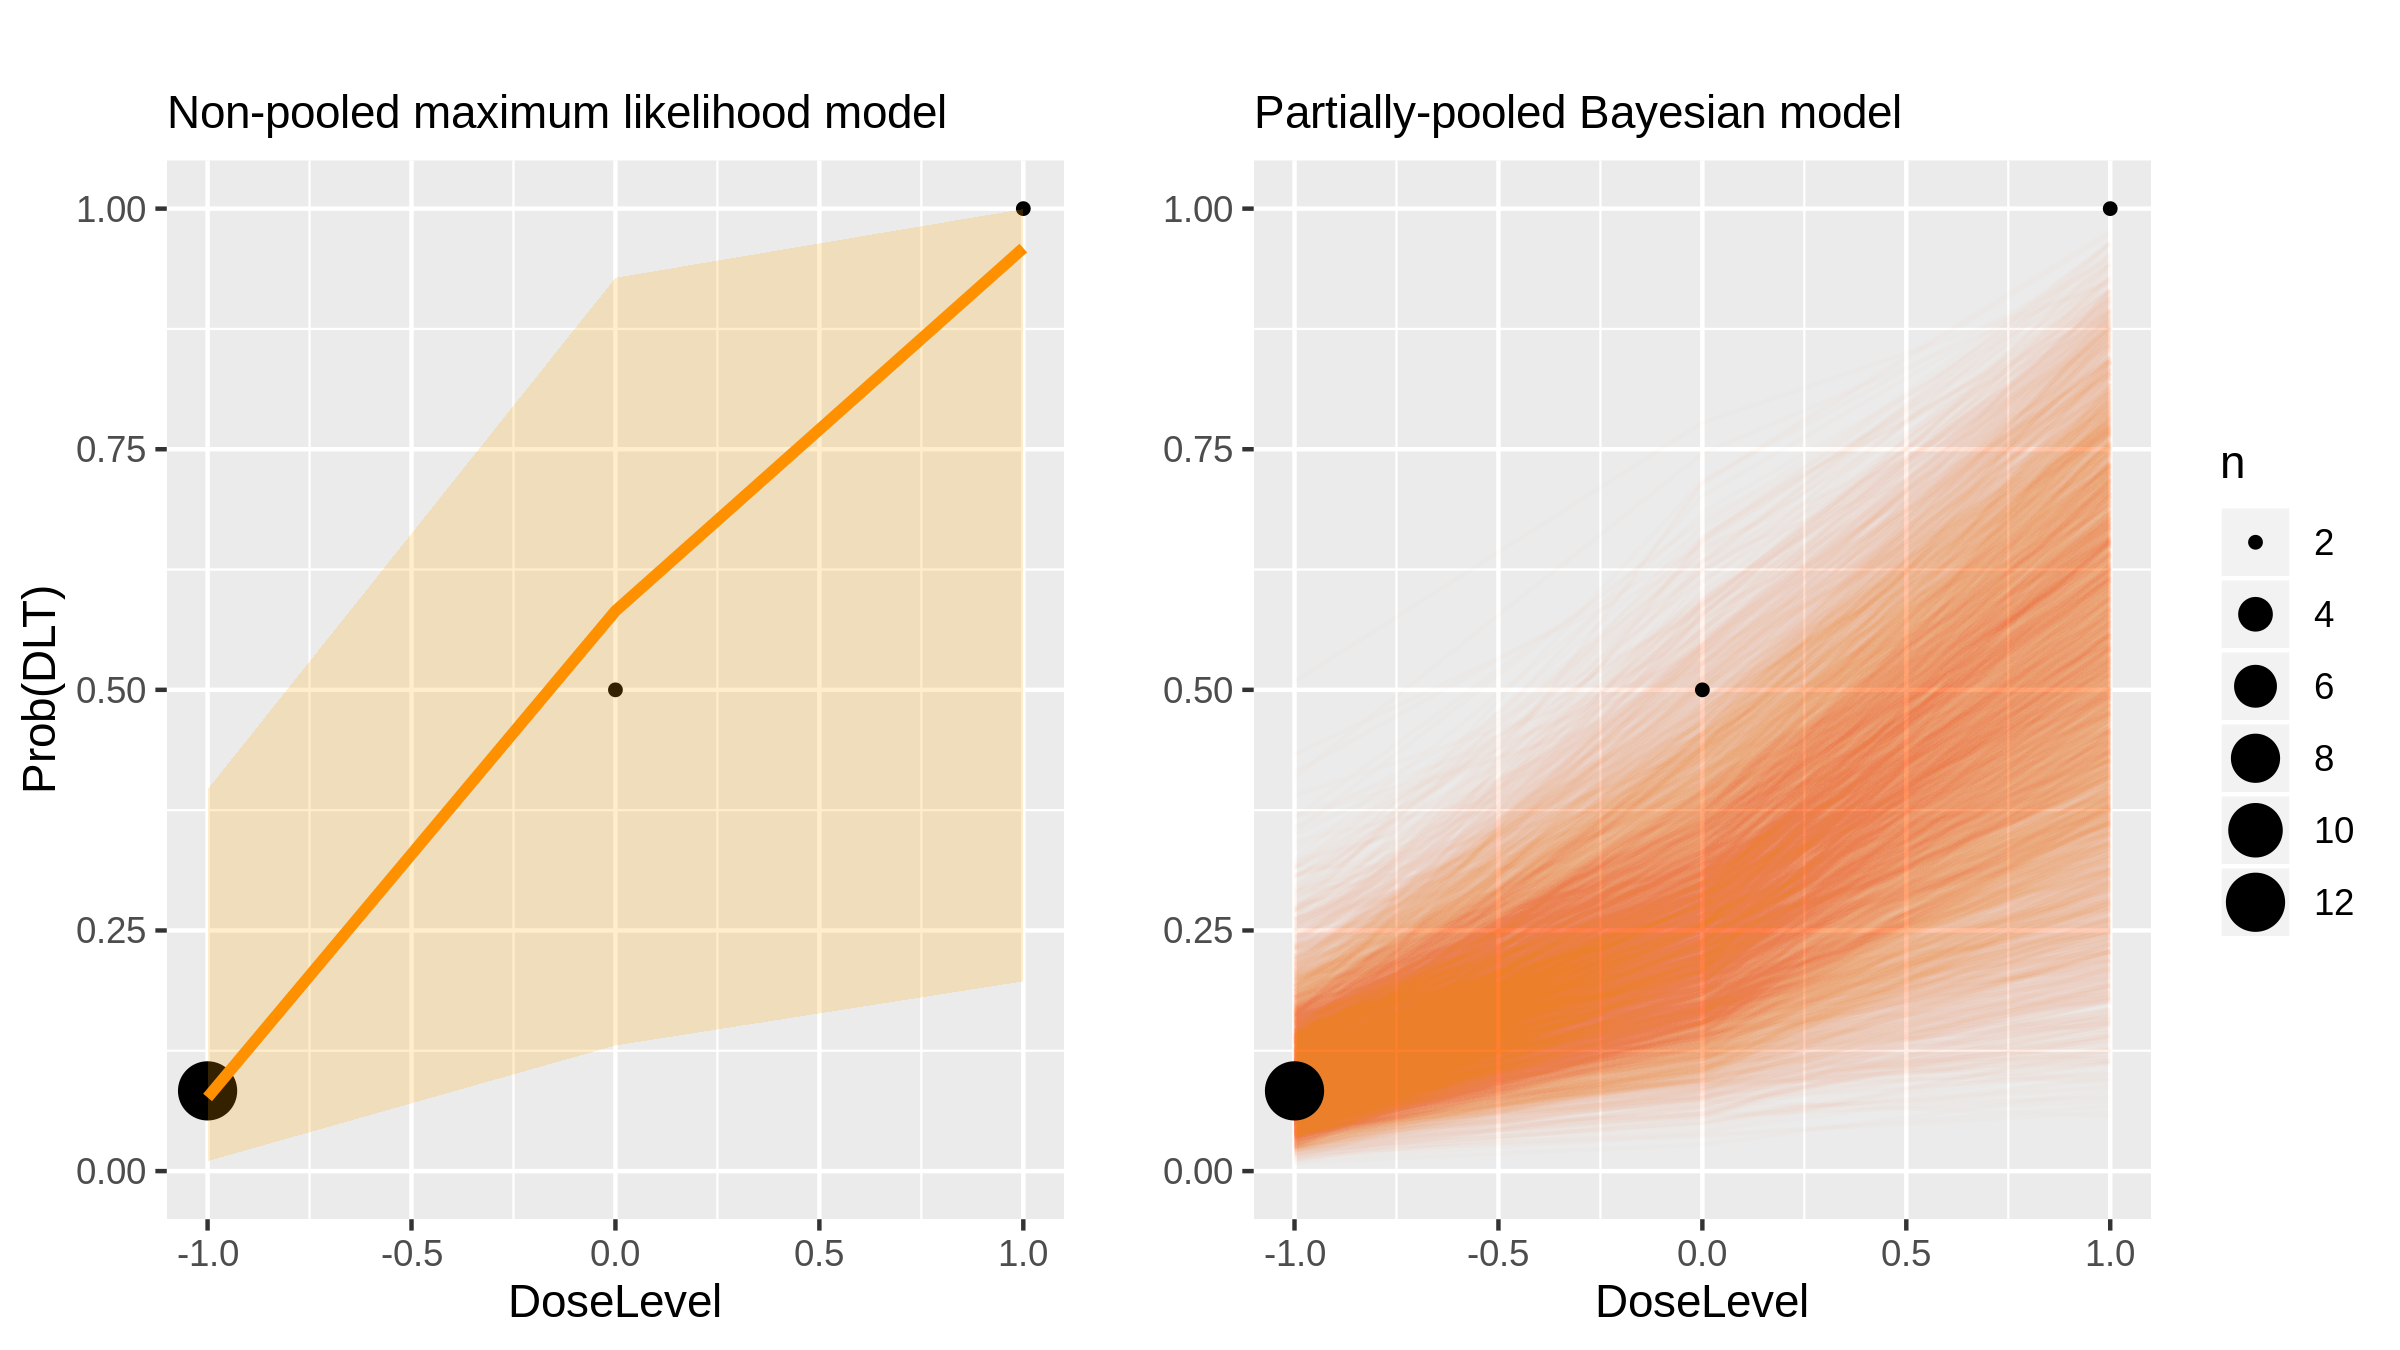 Non-pooled maximum likelihood model
Prob(DLT)
1.00
0.75
0.50
0.25
0.00
-1.0 -0.5 0.0 0.5 1.0
DoseLevel
Partially-pooled Bayesian model
1.00
0.75
0.50
0.25
0.00
-1.0 -0.5 0.0 0.5 1.0
DoseLevel
n
2
4
6
8
10
12